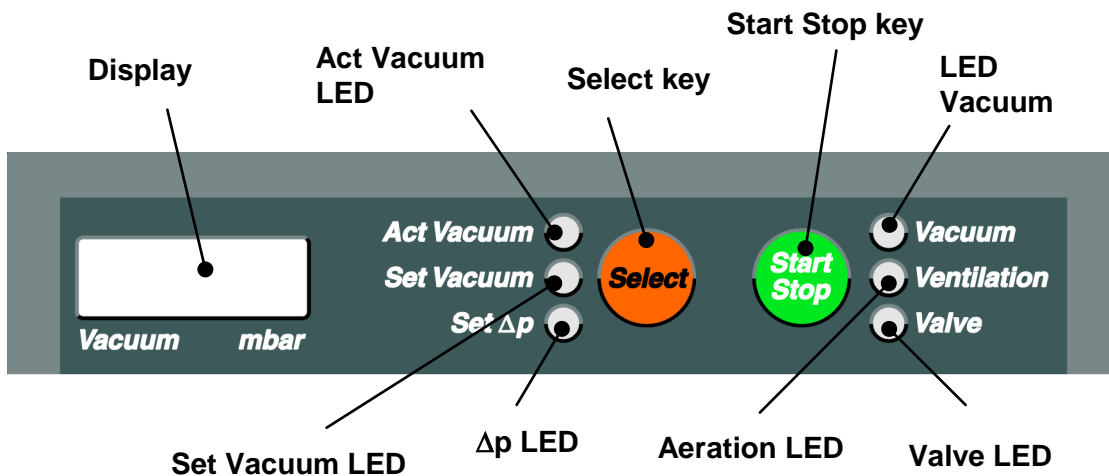 Start Stop key
Display
Act Vacuum
LED
Select key
LED
Vacuum
Act Vacuum
Set Vacuum
Set Δp
Select
Start
Stop
Vacuum
Ventilation
Valve
Vacuum mbar
Set Vacuum LED
Δp LED
Aeration LED
Valve LED